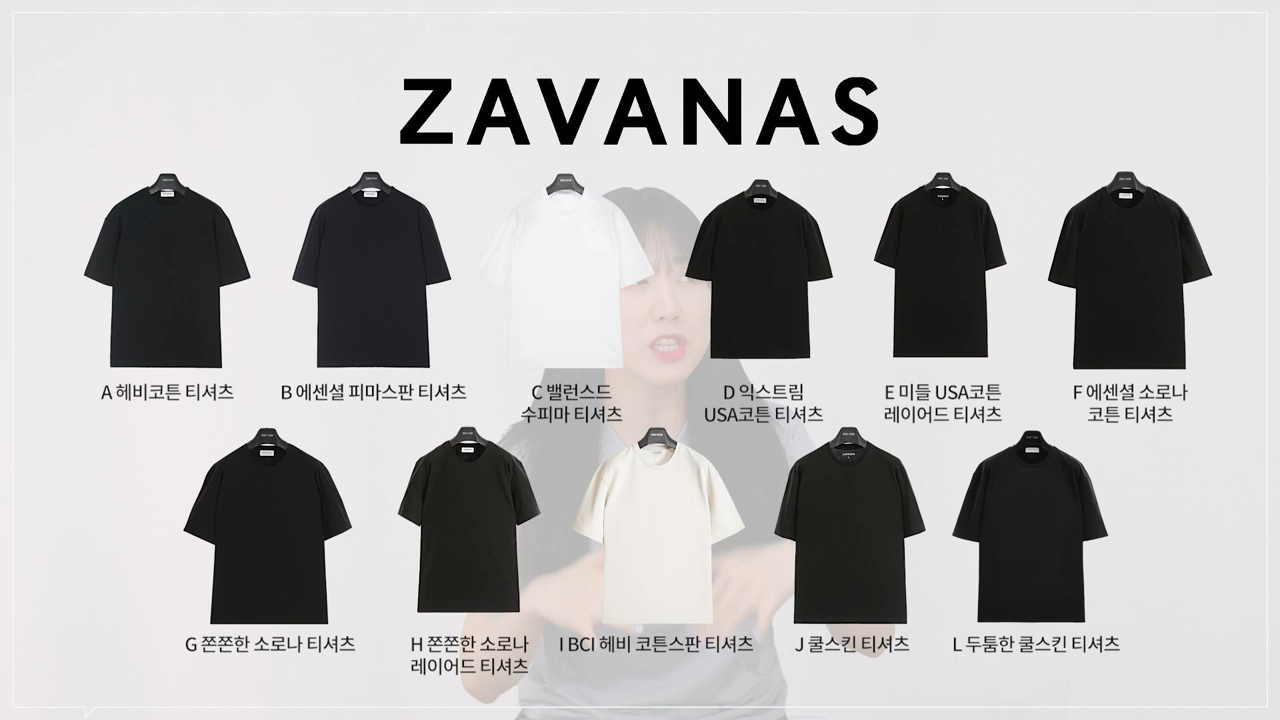 ZAVANAS
A 헤비코튼 티셔츠
B 에센셜 피마스판 티셔츠
C 밸런스드
수피마 티셔츠
D 익스트림
USA코튼 티셔츠
E 미들 USA코튼
레이어드 티셔츠
F 에센셜 소로나
코튼 티셔츠
G 쫀쫀한 소로나 티셔츠
H 쫀쫀한 소로나
레이어드 티셔츠
I BCI 헤비 코튼스판 티셔츠
J 쿨스킨 티셔츠
L 두툼한 쿨스킨 티셔츠